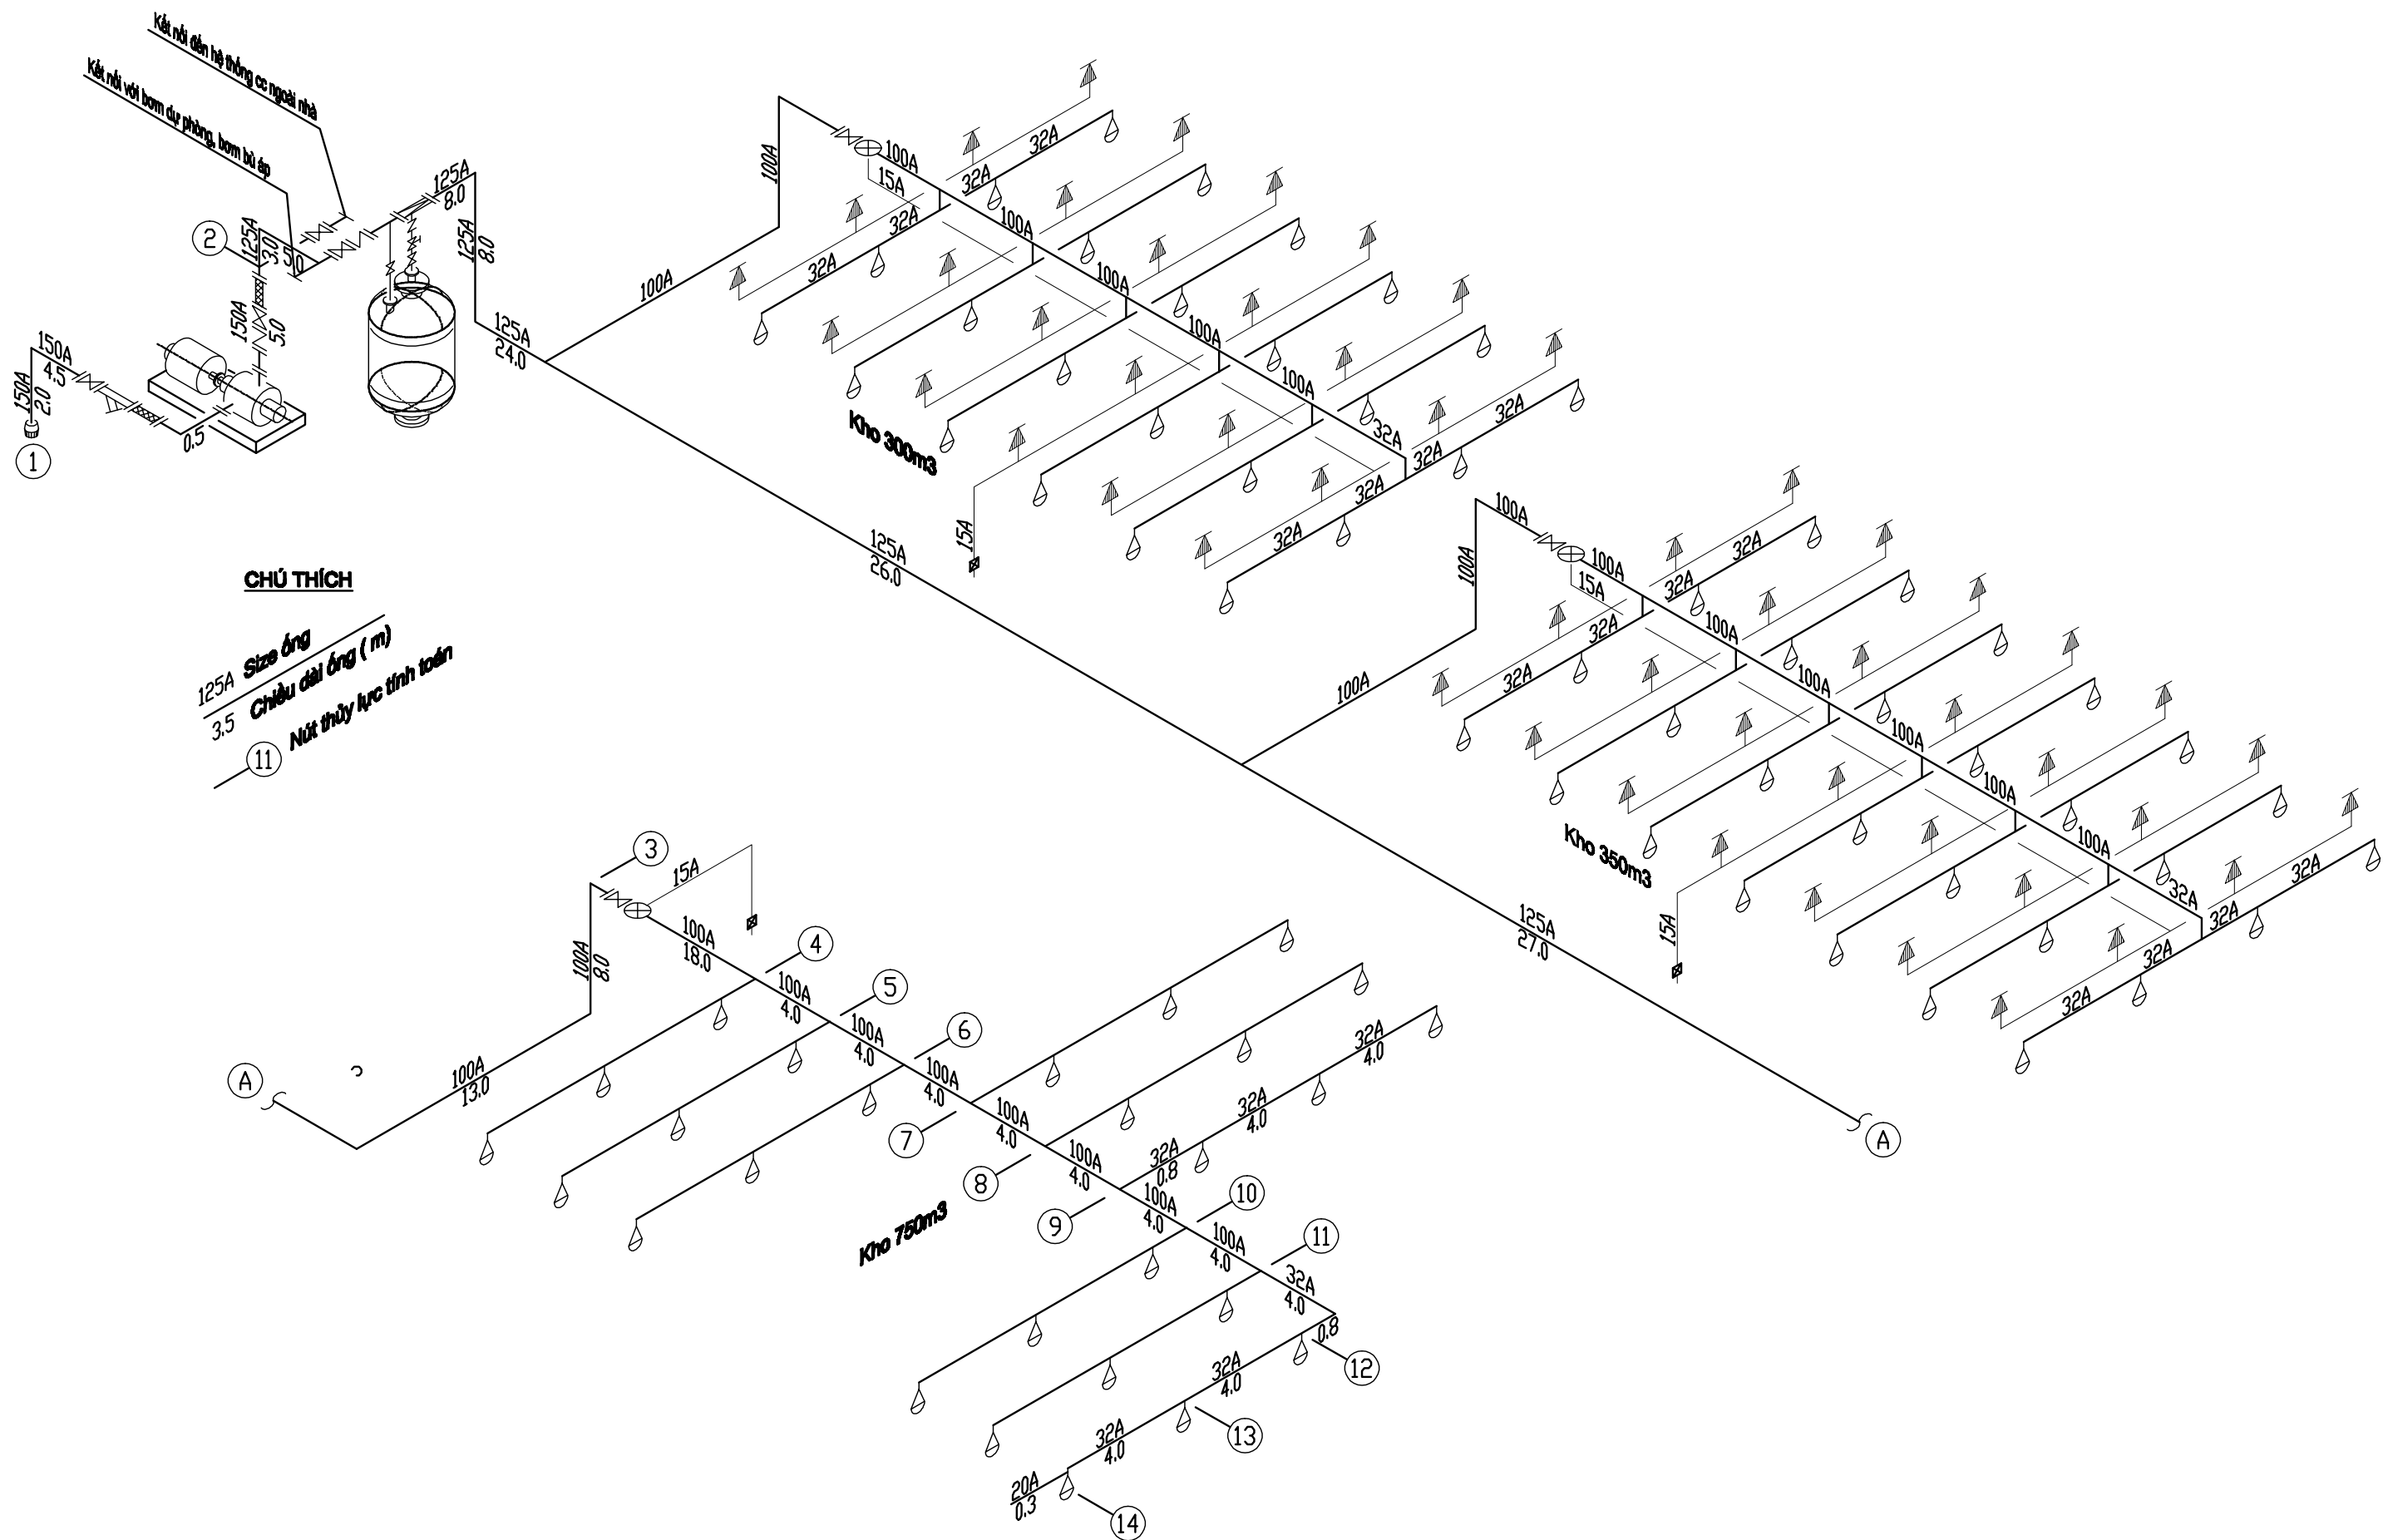 Kết nối đến hệ thống cc ngoài nhà
Kết nối với bơm dự phòng, bơm bù áp
125A
8.0
125A
8.0
2
125A
3.0
5.0
150A
5.0
150A
4.5
150A
2.0
0.5
1
125A
24.0
100A
100A
100A
15A
32A
32A
32A
32A
100A
100A
100A
100A
32A
32A
32A
32A
32A
15A
Kho 300m3
125A
26.0
CHÚ THÍCH
125A Size ống
3.5 Chiều dài ống ( m)
11 Nút thủy lực tính toán
100A
100A
100A
100A
15A
32A
32A
32A
32A
100A
100A
100A
100A
100A
32A
32A
32A
32A
32A
15A
Kho 350m3
125A
27.0
A
3
15A
100A
8.0
100A
18.0
4
100A
4.0
5
100A
4.0
6
100A
4.0
A
100A
13.0
7
100A
4.0
8
100A
4.0
9
32A
0.8
32A
4.0
32A
4.0
100A
4.0
10
100A
4.0
11
32A
4.0
0.8
12
32A
4.0
13
32A
4.0
20A
0.3
14
Kho 750m3